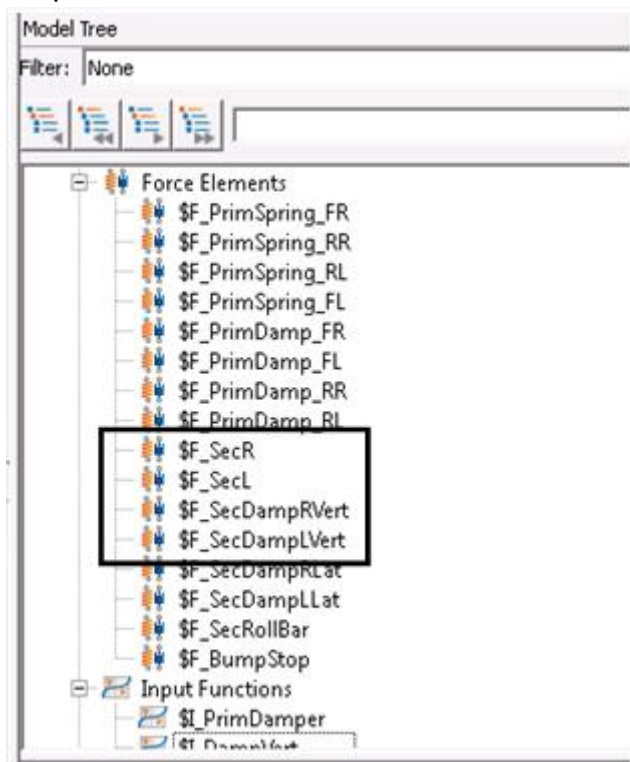 Model Tree
Filter: None
Force Elements
$F_PrimSpring_FR
$F_PrimSpring_RR
$F_PrimSpring_RL
$F_PrimSpring_FL
$F_PrimDamp_FR
$F_PrimDamp_FL
$F_PrimDamp_RR
$F_PrimDamp_RL
$F_SecR
$F_SecL
$F_SecDampRVert
$F_SecDampLVert
$F_SecDampRLat
$F_SecDampLLat
$F_SecRollBar
$F_BumpStop
Input Functions
$I_PrimDamper
$I_DampVert